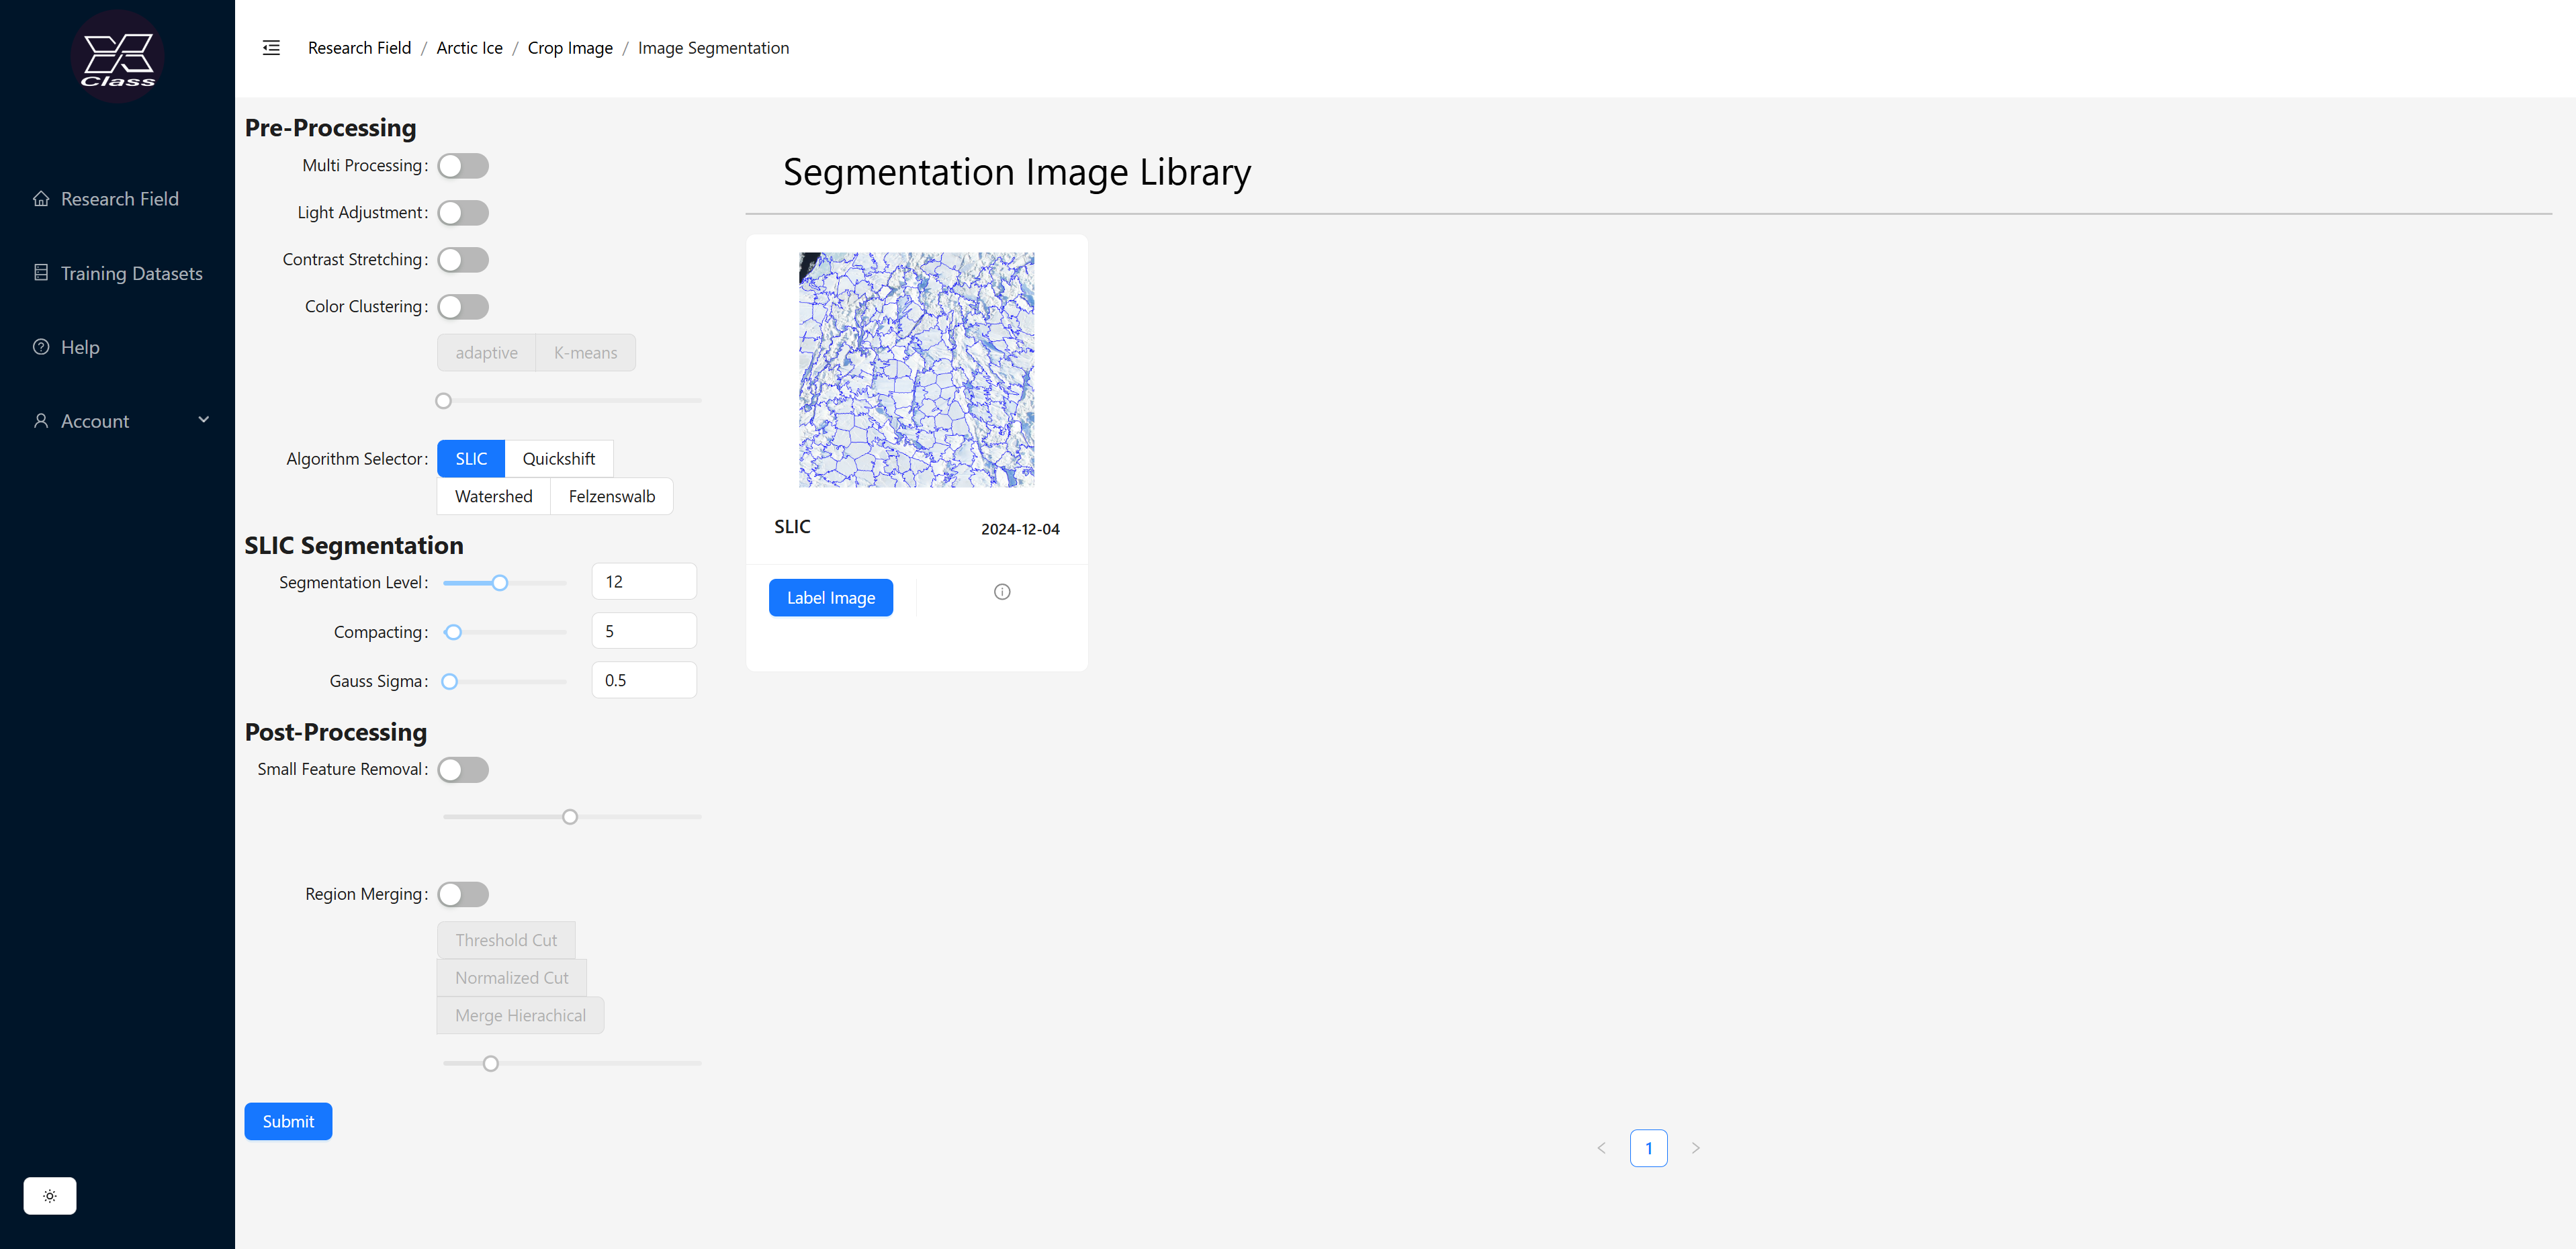 Class
Research Field
Training Datasets
Help
Account
Research Field / Arctic Ice / Crop Image / Image Segmentation
Pre-Processing
Multi Processing:
Light Adjustment:
Contrast Stretching:
Color Clustering:
adaptive K-means
Algorithm Selector: SLIC Quickshift
Watershed Felzenswalb
SLIC Segmentation
Segmentation Level: 12
Compacting: 5
Gauss Sigma: 0.5
Post-Processing
Small Feature Removal:
Region Merging:
Threshold Cut
Normalized Cut
Merge Hierachical
Submit
Segmentation Image Library
SLIC 2024-12-04
Label Image
< 1 >